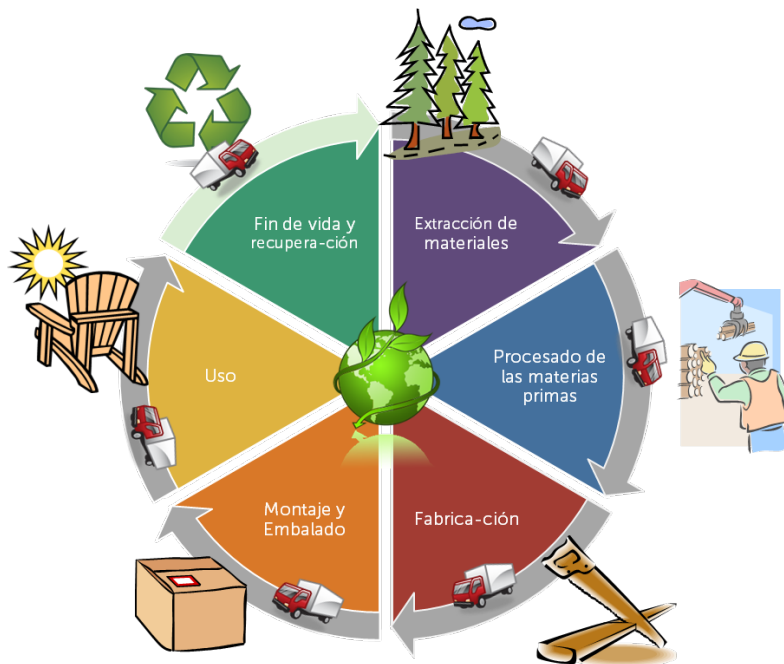 Extracción de
materiales
Procesado de
las materias
primas
Fabrica-ción
Montaje y
Embalado
Uso
Fin de vida y
recupera-ción